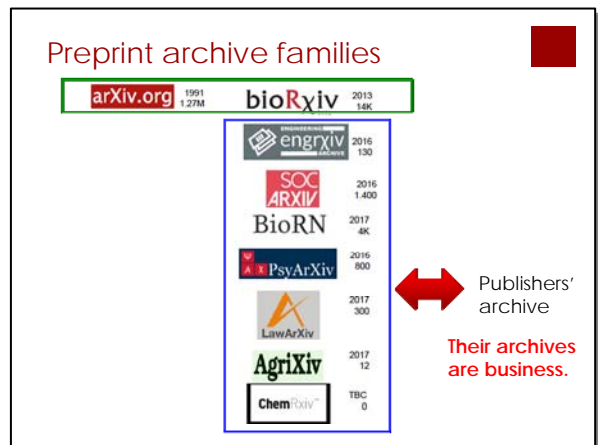 Preprint archive families
arXiv.org 1991
1.27M
bioRχiv 2013
14K
ENGINEERING
engrχiv
ARCHIVE
2016
130
SOC
ARXIV
2016
1.400
BioRN 2017
4K
Ψ
A X PsyArXiv
2016
800
LawArXiv
2017
300
AgriXiv 2017
12
ChemRxiv™ TBC
0
Publishers'
archive
Their archives
are business.